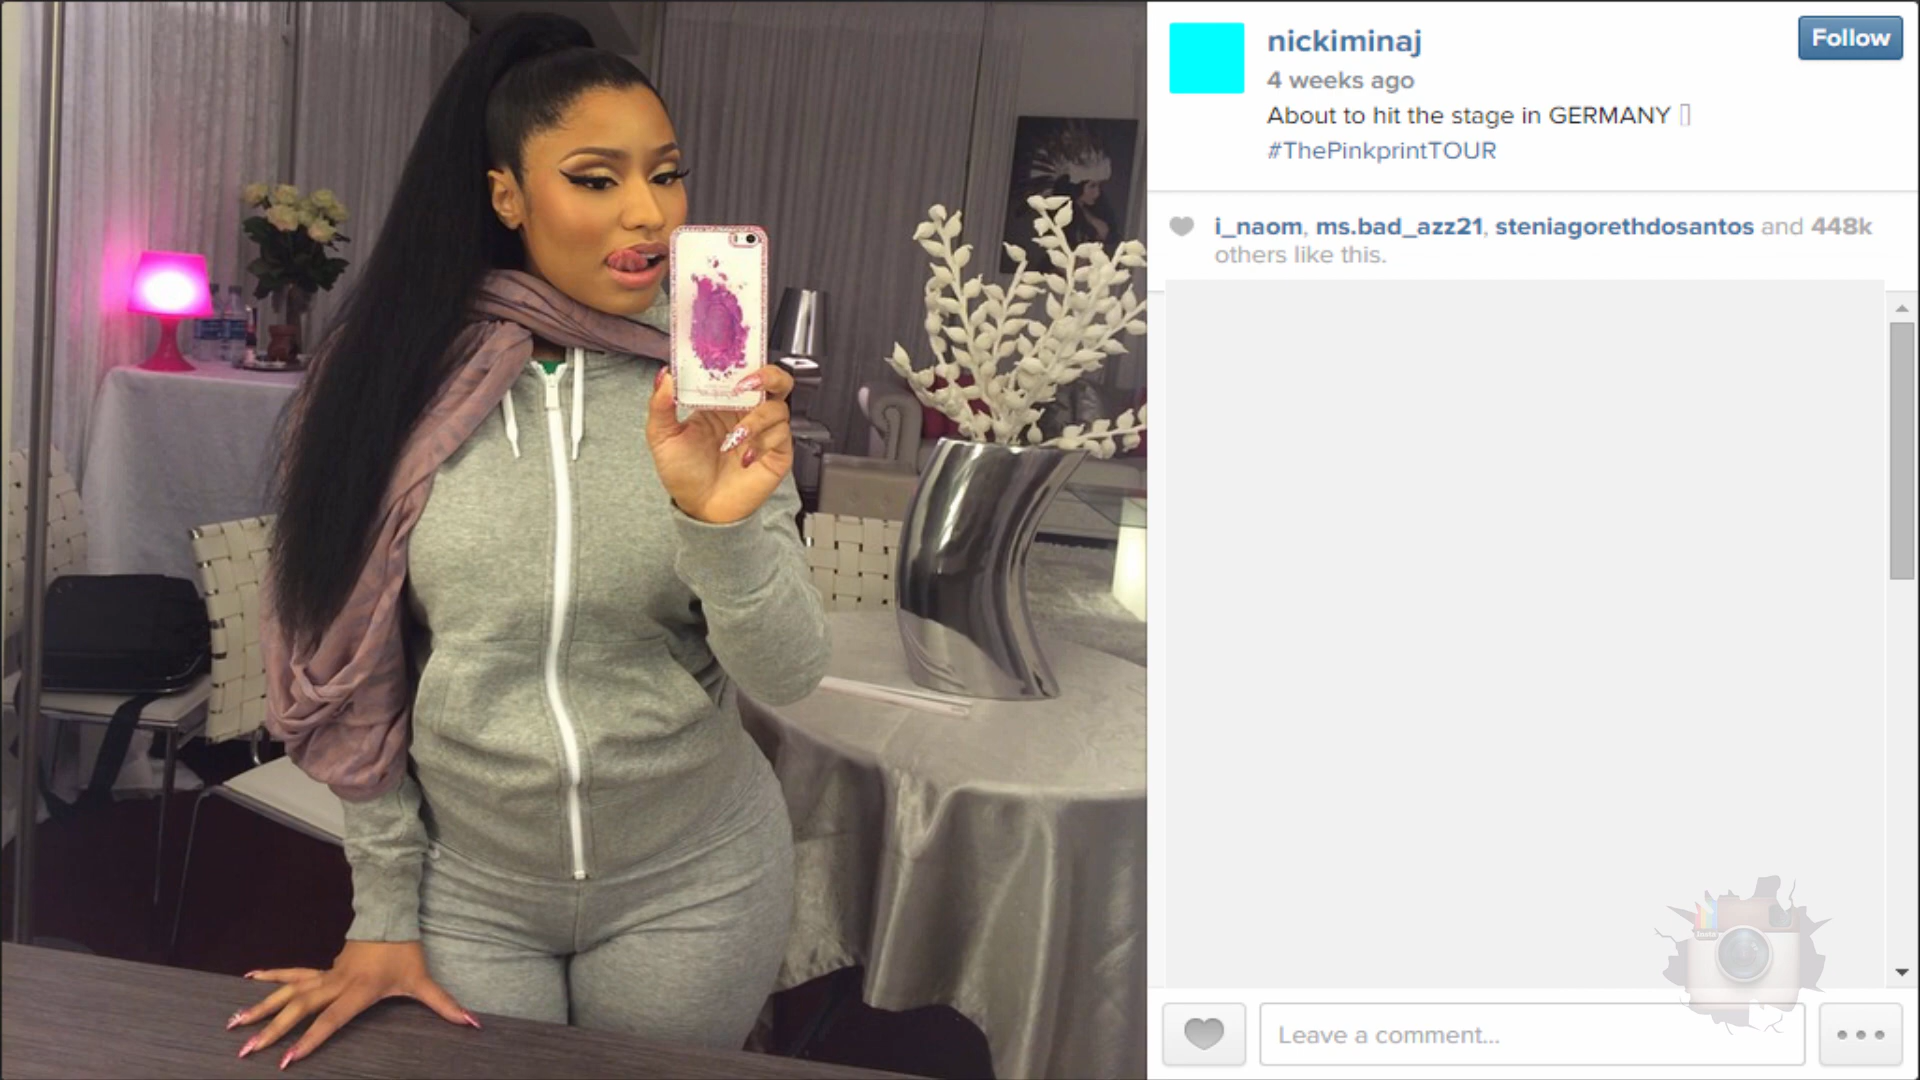 nickiminaj
Follow
4 weeks ago
About to hit the stage in GERMANY
#ThePinkprintTOUR
i_naom, ms.bad_azz21, steniagorethdosantos and 448k
others like this.
Leave a comment...